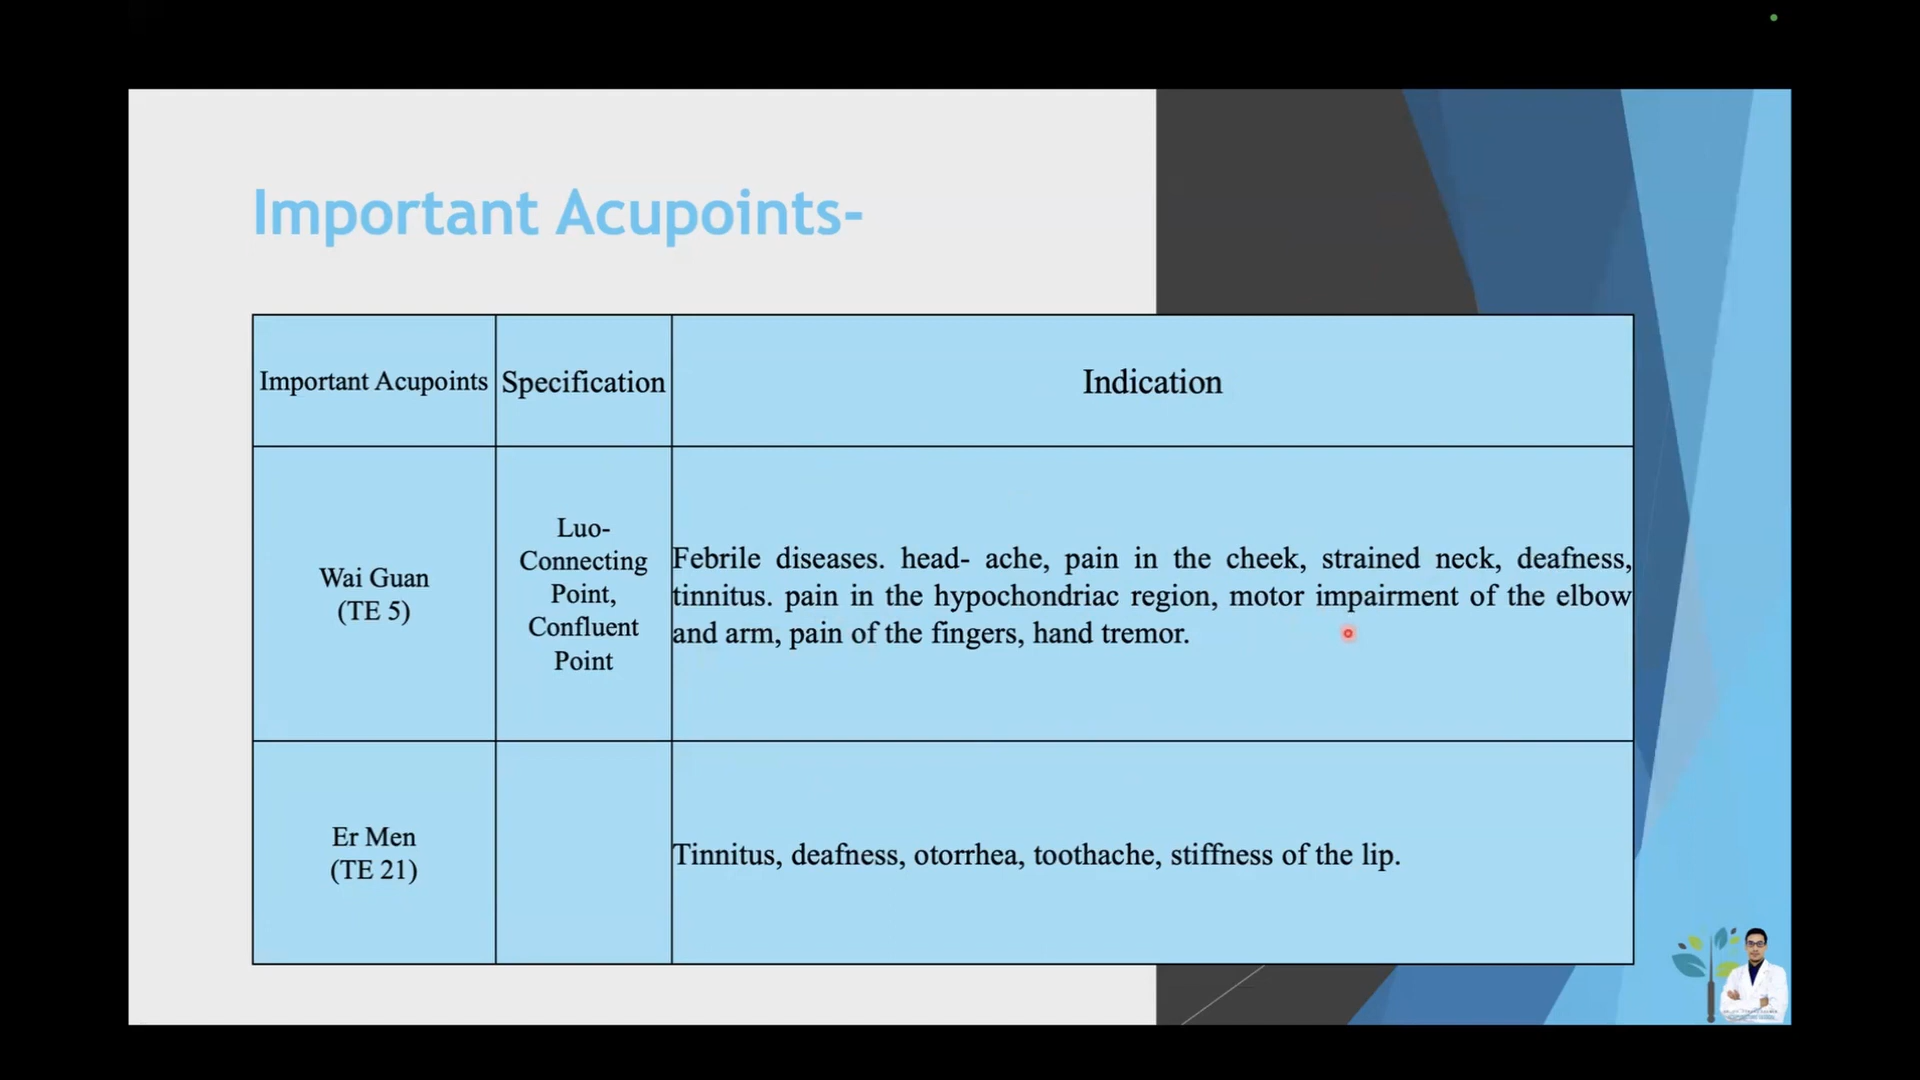 Important Acupoints-
Important Acupoints
Specification
Indication
Wai Guan
(TE 5)
Luo-
Connecting
Point,
Confluent
Point
Febrile diseases. head- ache, pain in the cheek, strained neck, deafness,
tinnitus. pain in the hypochondriac region, motor impairment of the elbow
and arm, pain of the fingers, hand tremor.
Er Men
(TE 21)
Tinnitus, deafness, otorrhea, toothache, stiffness of the lip.